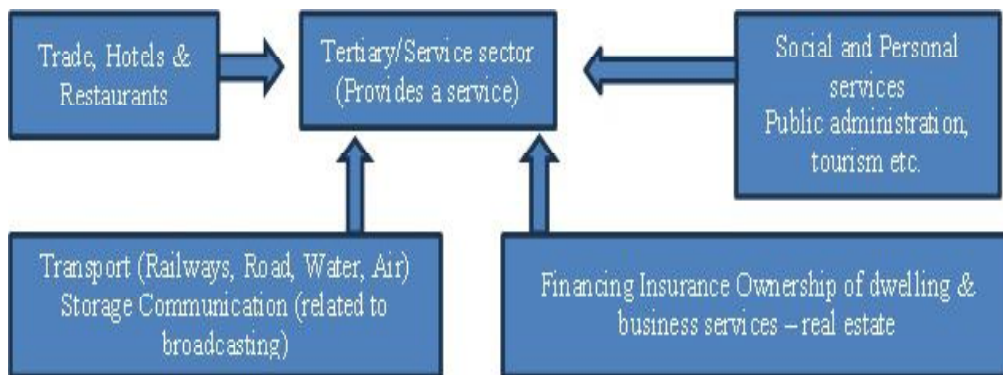 Trade, Hotels &
Restaurants
Tertiary/Service sector
(Provides a service)
Social and Personal
services
Public administration,
tourism etc.
Transport (Railways, Road, Water, Air)
Storage Communication (related to
broadcasting)
Financing Insurance Ownership of dwelling &
business services – real estate